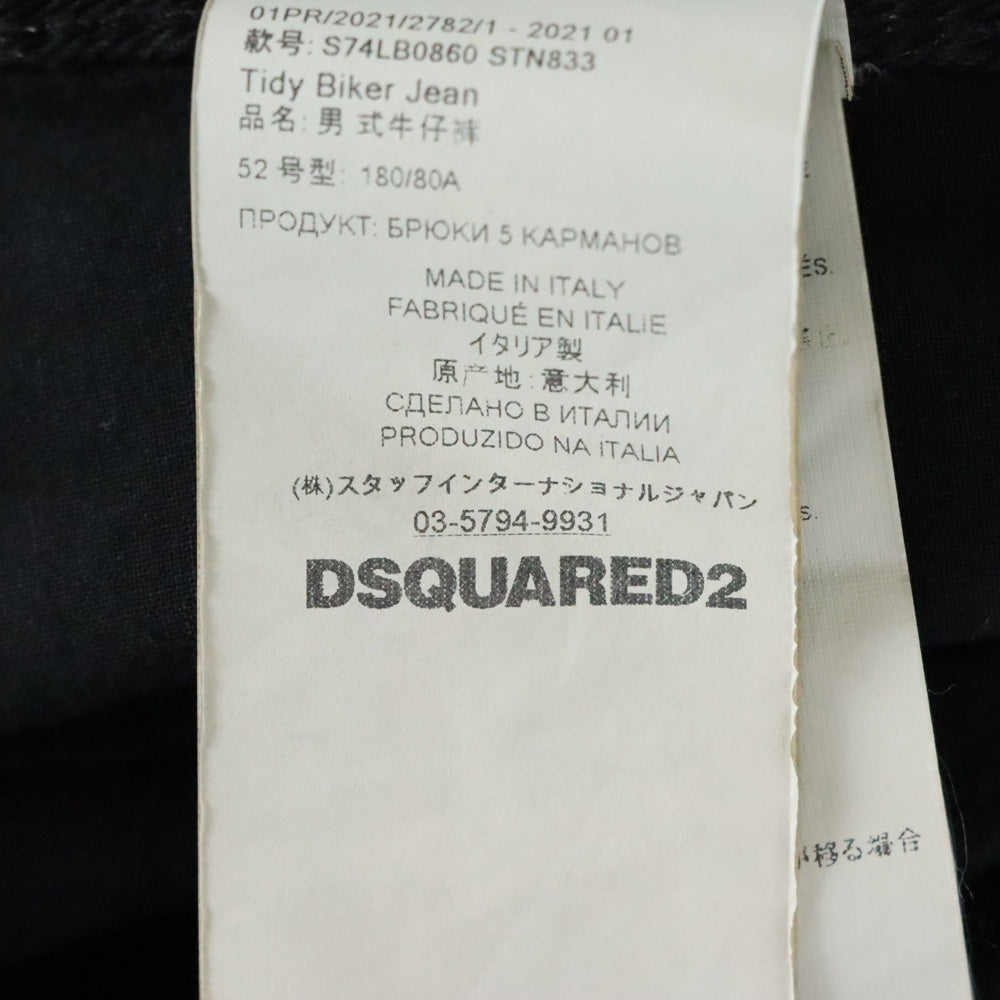 01PR/2021/2782/1 - 2021 01
款号: S74LB0860 STN833
Tidy Biker Jean
品名: 男 式牛仔裤
52 号型: 180/80A
ПРОДУКТ: БРЮКИ 5 КАРМАНОВ
MADE IN ITALY
FABRIQUÉ EN ITALIE
イタリア製
原产地:意大利
СДЕЛАНО В ИТАЛИИ
PRODUZIDO NA ITALIA
(株)スタッフインターナショナルジャパン
03-5794-9931
DSQUARED2
ÉS.
S.
移る場合